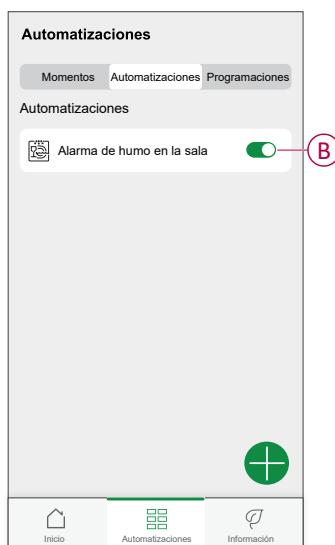 Automatizaciones
Momentos Automatizaciones Programaciones
Automatizaciones
Alarma de humo en la sala
B
Inicio Automatizaciones Información